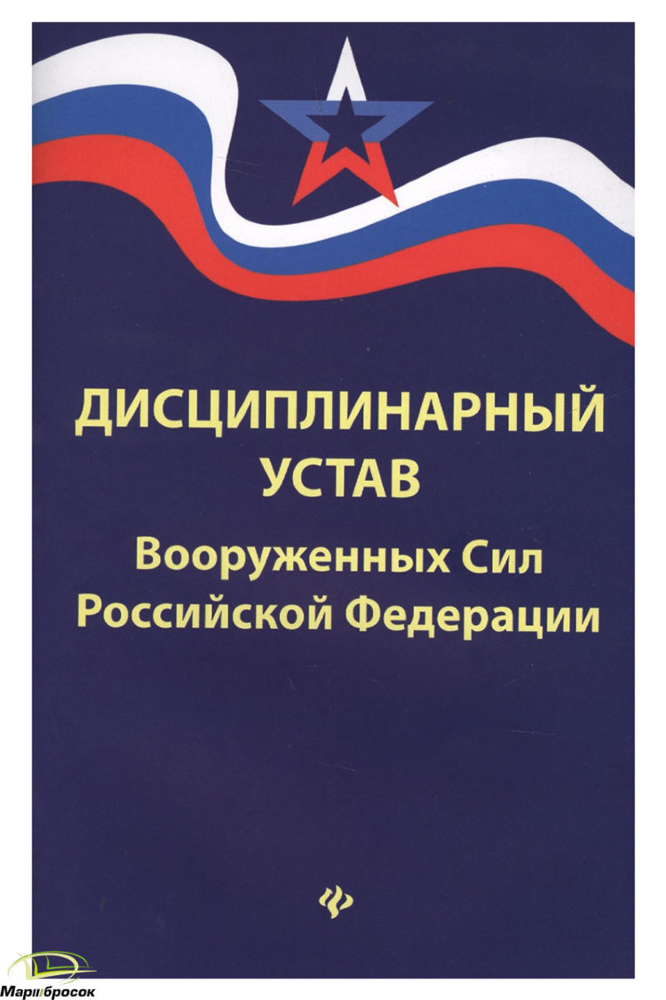 ДИСЦИПЛИНАРНЫЙ
УСТАВ
Вооруженных Сил
Российской Федерации
Марш бросок